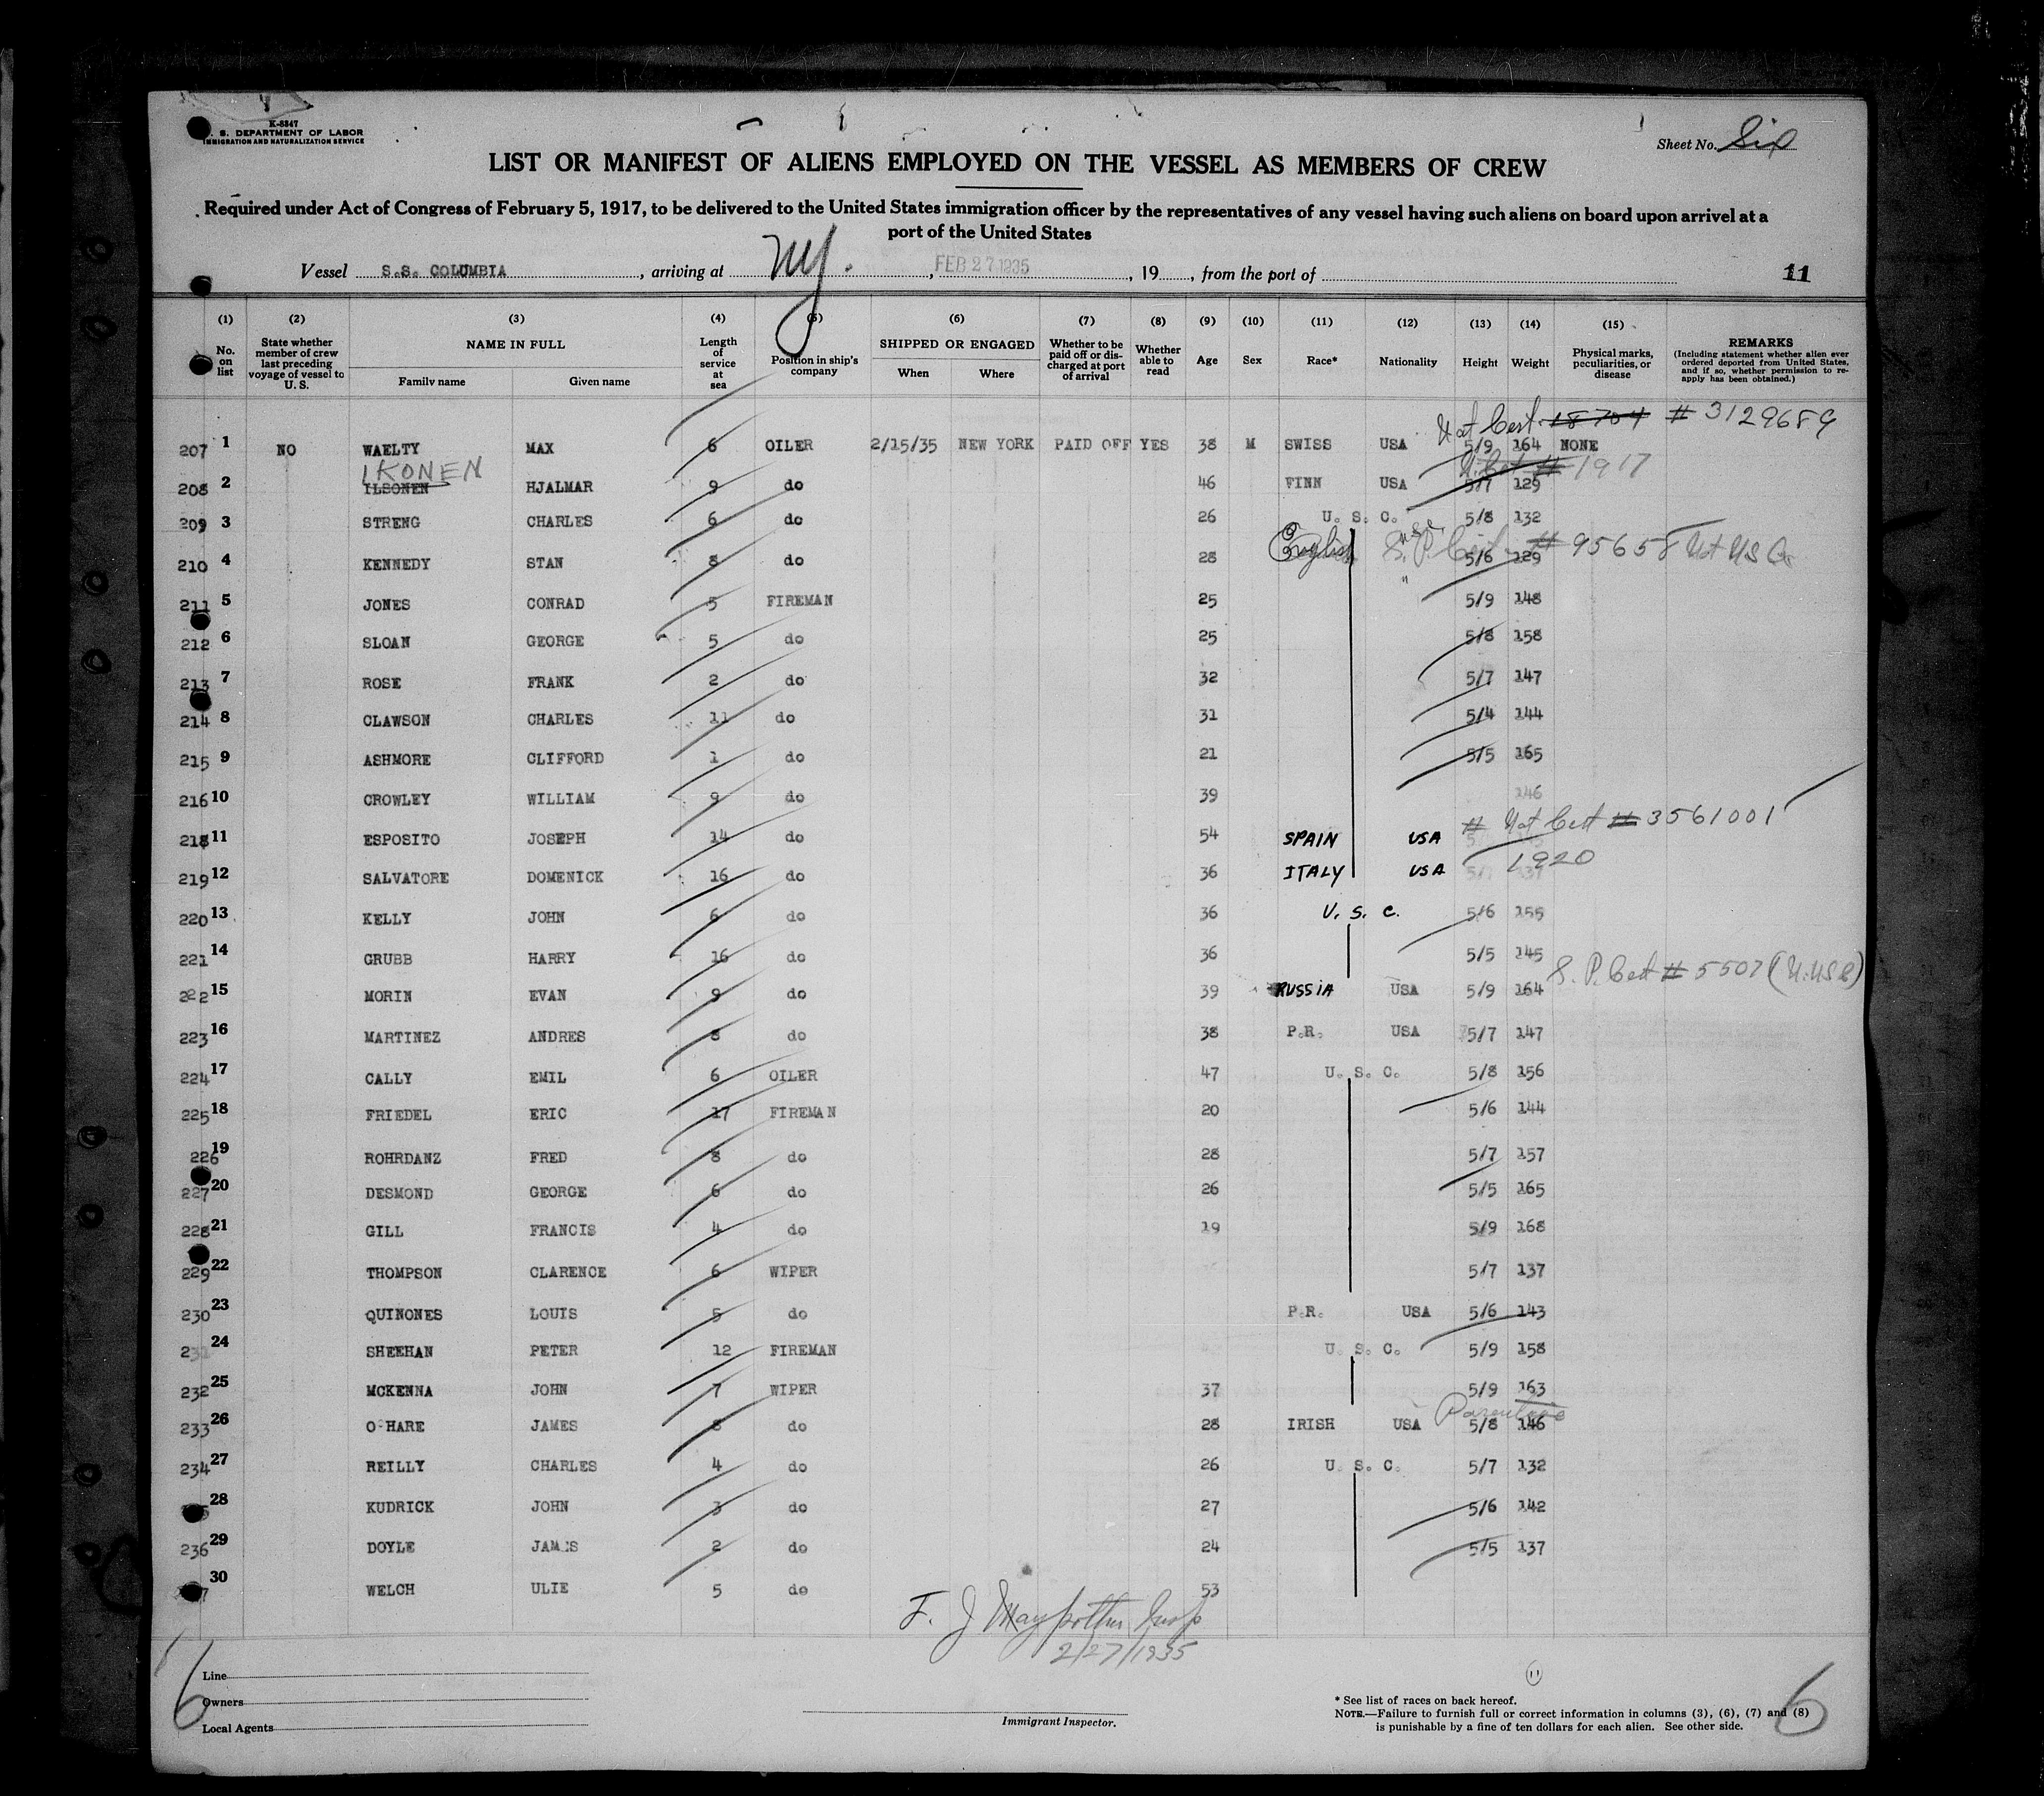 K-8847
U. S. DEPARTMENT OF LABOR
IMMIGRATION AND NATURALIZATION SERVICE
Sheet No. Six
LIST OR MANIFEST OF ALIENS EMPLOYED ON THE VESSEL AS MEMBERS OF CREW
Required under Act of Congress of February 5, 1917, to be delivered to the United States immigration officer by the representatives of any vessel having such aliens on board upon arrival at a
port of the United States
Vessel S.S. COLUMBIA, arriving at NY., FEB 27 1935, 19, from the port of 11
(1) (2) (3) (4) (5) (6) (7) (8) (9) (10) (11) (12) (13) (14) (15)
No. on list State whether member of crew last preceding voyage of vessel to U. S. NAME IN FULL Family name Given name Length of service at sea Position in ship's company SHIPPED OR ENGAGED When Where Whether to be paid off or discharged at port of arrival Whether able to read Age Sex Race* Nationality Height Weight Physical marks, peculiarities, or disease REMARKS (Including statement whether alien ever ordered deported from United States, and if so, whether permission to reapply has been obtained.)
Nat Cert 18704 # 3129689
207 1 NO WAELTY MAX 6 OILER 2/15/35 NEW YORK PAID OFF YES 38 M SWISS USA 5/9 164 NONE
IKONEN # 1917
208 2 ILSONEN HJALMAR 9 do 46 FINN USA 5/7 129
209 3 STRENG CHARLES 6 do 26 U. S. C. 5/8 132
210 4 KENNEDY STAN 8 do 28 English S. P. Cert # 95658 Not US C 5/6 129
211 5 JONES CONRAD 5 FIREMAN 25 " 5/9 148
212 6 SLOAN GEORGE 5 do 25 5/8 158
213 7 ROSE FRANK 2 do 32 5/7 147
214 8 CLAWSON CHARLES 11 do 31 5/4 144
215 9 ASHMORE CLIFFORD 1 do 21 5/5 165
216 10 CROWLEY WILLIAM 9 do 39 146
218 11 ESPOSITO JOSEPH 14 do 54 SPAIN USA # Nat Cert # 3561001
219 12 SALVATORE DOMENICK 16 do 36 ITALY USA 1920 137
220 13 KELLY JOHN 6 do 36 U. S. C. 5/6 155
221 14 GRUBB HARRY 16 do 36 5/5 145
222 15 MORIN EVAN 9 do 39 RUSSIA USA 5/9 164 S. P. Cert # 5507 (N.USC)
223 16 MARTINEZ ANDRES 8 do 38 P.R. USA 5/7 147
224 17 CALLY EMIL 6 OILER 47 U. S. C. 5/8 156
225 18 FRIEDEL ERIC 17 FIREMAN 20 5/6 144
226 19 ROHRDANZ FRED 8 do 28 5/7 157
227 20 DESMOND GEORGE 6 do 26 5/5 165
228 21 GILL FRANCIS 4 do 19 5/9 168
229 22 THOMPSON CLARENCE 6 WIPER 5/7 137
230 23 QUINONES LOUIS 5 do P.R. USA 5/6 143
231 24 SHEEHAN PETER 12 FIREMAN U. S. C. 5/9 158
232 25 MCKENNA JOHN 7 WIPER 37 5/9 163
233 26 O'HARE JAMES 8 do 28 IRISH USA 5/8 146
234 27 REILLY CHARLES 4 do 26 U. S. C. 5/7 132
28 KUDRICK JOHN 3 do 27 5/6 142
236 29 DOYLE JAMES 2 do 24 5/5 137
30 WELCH ULIE 5 do 53
2/27/1935
6 Line
Owners
Local Agents
Immigrant Inspector.
11
* See list of races on back hereof.
NOTE.—Failure to furnish full or correct information in columns (3), (6), (7) and (8)
is punishable by a fine of ten dollars for each alien. See other side.
6